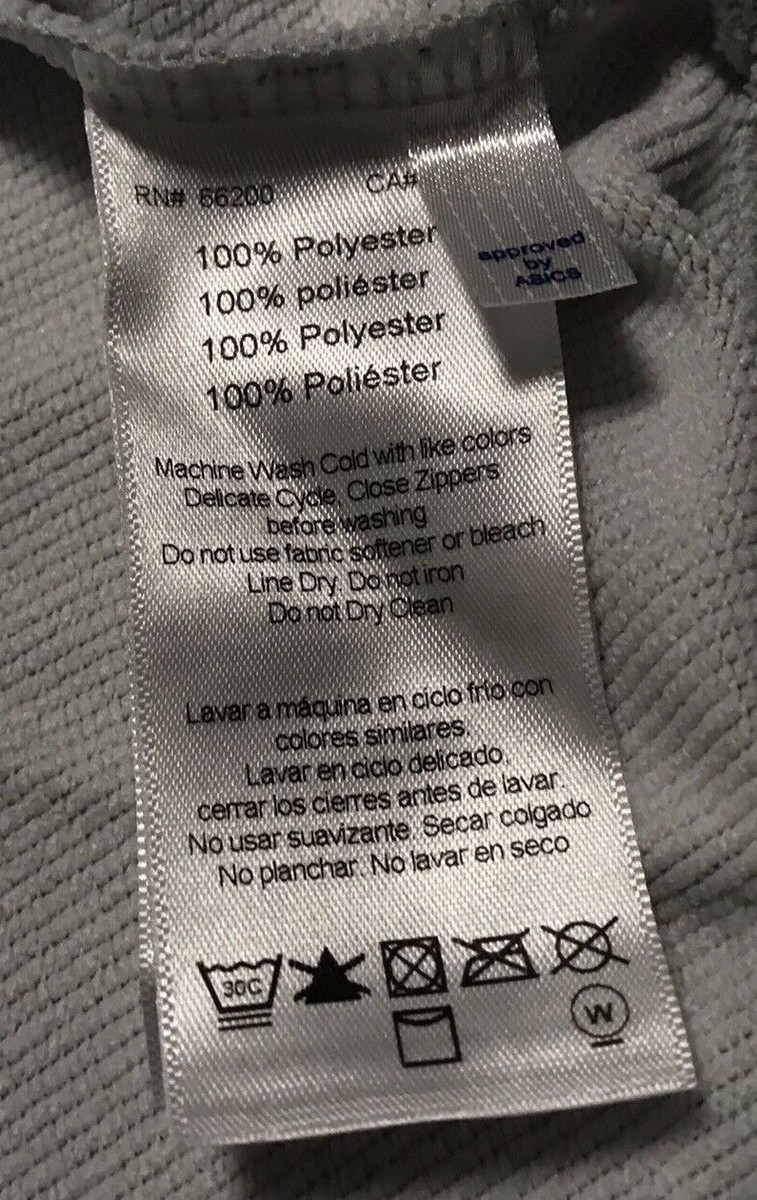 RN# 66200 CA#
100% Polyester
100% poliéster
100% Polyester
100% Poliéster
approved
by
ASICS
Machine Wash Cold with like colors
Delicate Cycle, Close Zippers
before washing
Do not use fabric softener or bleach
Line Dry. Do not iron
Do not Dry Clean
Lavar a máquina en ciclo frío con
colores similares.
Lavar en ciclo delicado,
cerrar los cierres antes de lavar.
No usar suavizante. Secar colgado
No planchar. No lavar en seco
30C
W